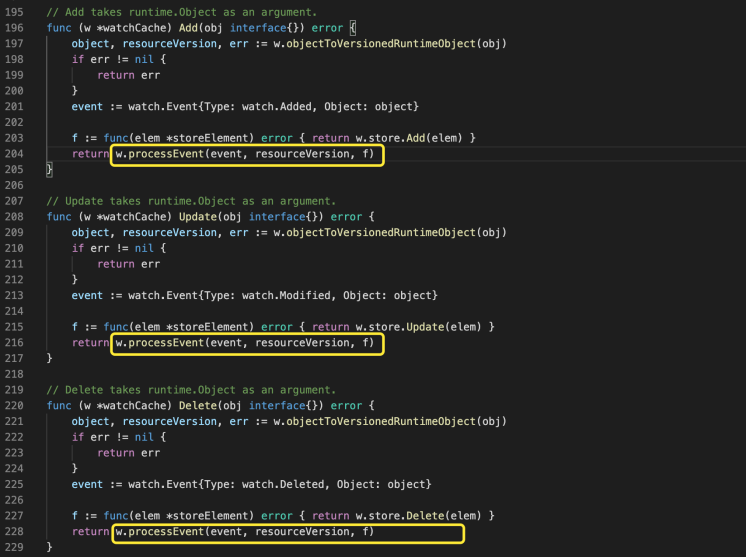 195 // Add takes runtime.Object as an argument.
196 func (w *watchCache) Add(obj interface{}) error {
197     object, resourceVersion, err := w.objectToVersionedRuntimeObject(obj)
198     if err != nil {
199         return err
200     }
201     event := watch.Event{Type: watch.Added, Object: object}
202
203     f := func(elem *storeElement) error { return w.store.Add(elem) }
204     return w.processEvent(event, resourceVersion, f)
205 }
206
207 // Update takes runtime.Object as an argument.
208 func (w *watchCache) Update(obj interface{}) error {
209     object, resourceVersion, err := w.objectToVersionedRuntimeObject(obj)
210     if err != nil {
211         return err
212     }
213     event := watch.Event{Type: watch.Modified, Object: object}
214
215     f := func(elem *storeElement) error { return w.store.Update(elem) }
216     return w.processEvent(event, resourceVersion, f)
217 }
218
219 // Delete takes runtime.Object as an argument.
220 func (w *watchCache) Delete(obj interface{}) error {
221     object, resourceVersion, err := w.objectToVersionedRuntimeObject(obj)
222     if err != nil {
223         return err
224     }
225     event := watch.Event{Type: watch.Deleted, Object: object}
226
227     f := func(elem *storeElement) error { return w.store.Delete(elem) }
228     return w.processEvent(event, resourceVersion, f)
229 }